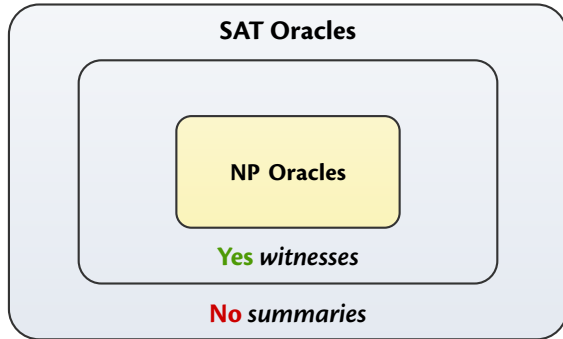 SAT Oracles
NP Oracles
Yes witnesses
No summaries